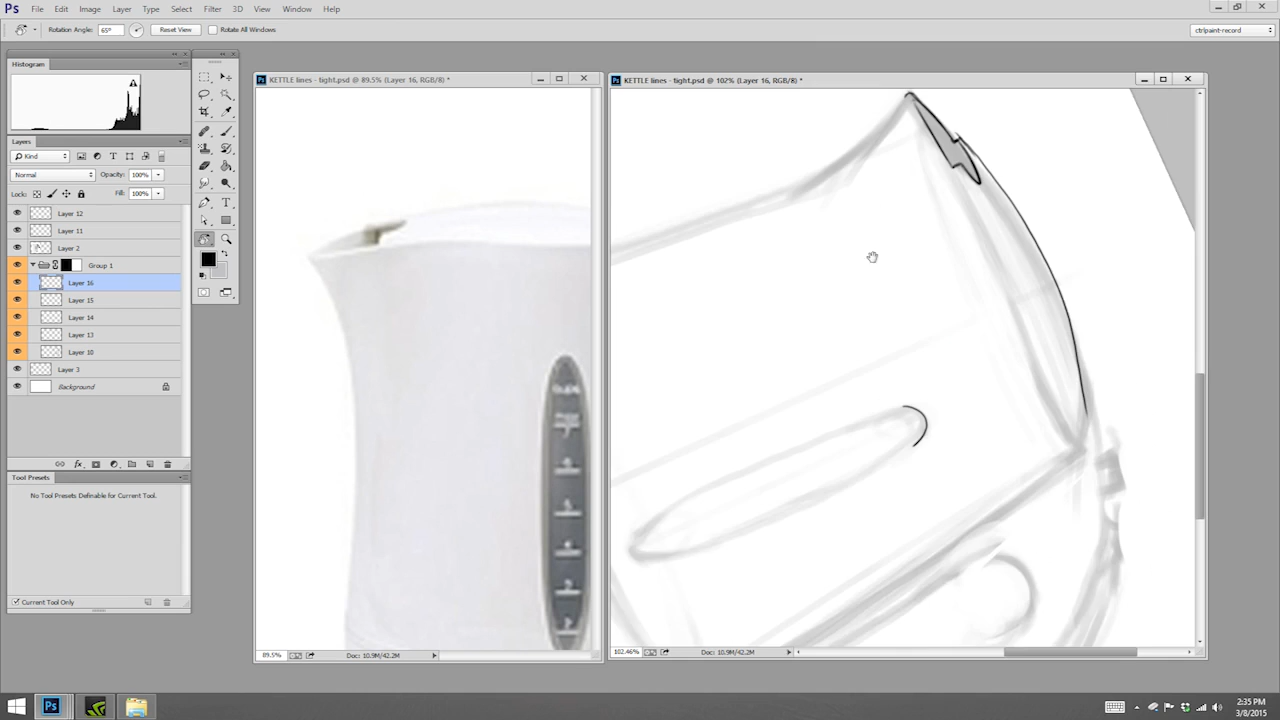 Ps File Edit Image Layer Type Select Filter 3D View Window Help
Rotation Angle: 65° Reset View Rotate All Windows ctrlpaint-record
Histogram
Layers
Kind
Normal Opacity: 100%
Lock: Fill: 100%
Layer 12
Layer 11
Layer 2
Group 1
Layer 16
Layer 15
Layer 14
Layer 13
Layer 10
Layer 3
Background
Tool Presets
No Tool Presets Definable for Current Tool.
Current Tool Only
KETTLE lines - tight.psd @ 89.5% (Layer 16, RGB/8) *
89.5% Doc: 10.9M/42.2M
KETTLE lines - tight.psd @ 102% (Layer 16, RGB/8) *
102.46% Doc: 10.9M/42.2M
2:35 PM
3/8/2015